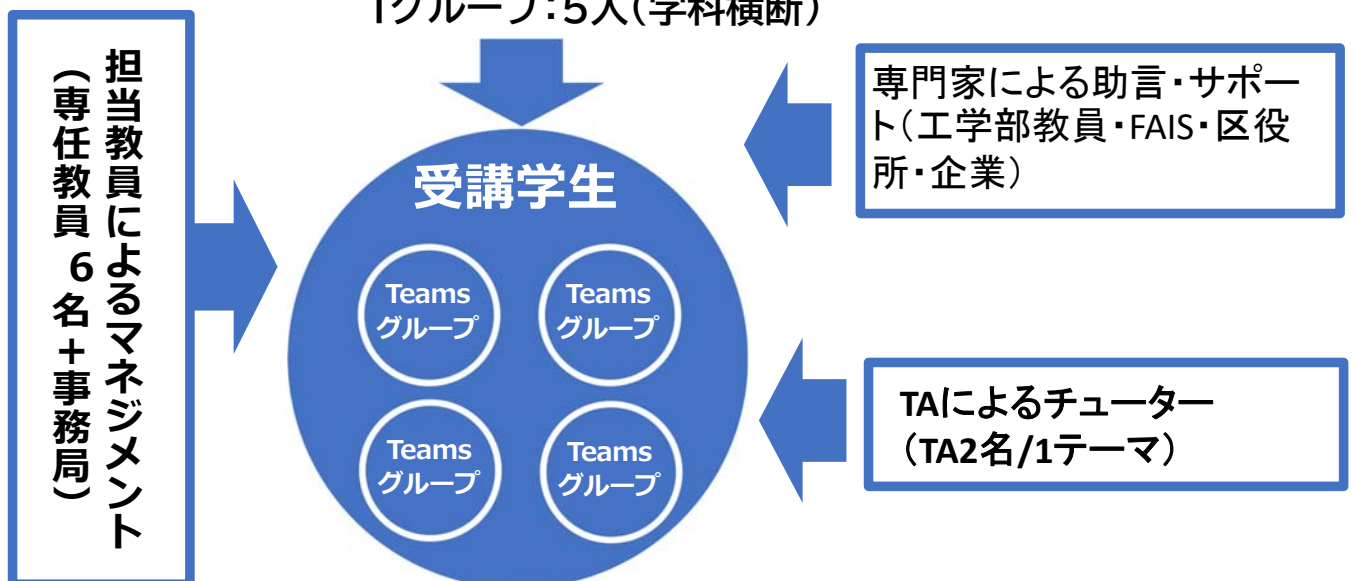 1グループ：5人（学科横断）
担当教員によるマネジメント
（専任教員６名＋事務局）
受講学生
Teams
グループ
Teams
グループ
Teams
グループ
Teams
グループ
専門家による助言・サポー
ト（工学部教員・FAIS・区役
所・企業）
TAによるチューター
（TA2名/1テーマ）